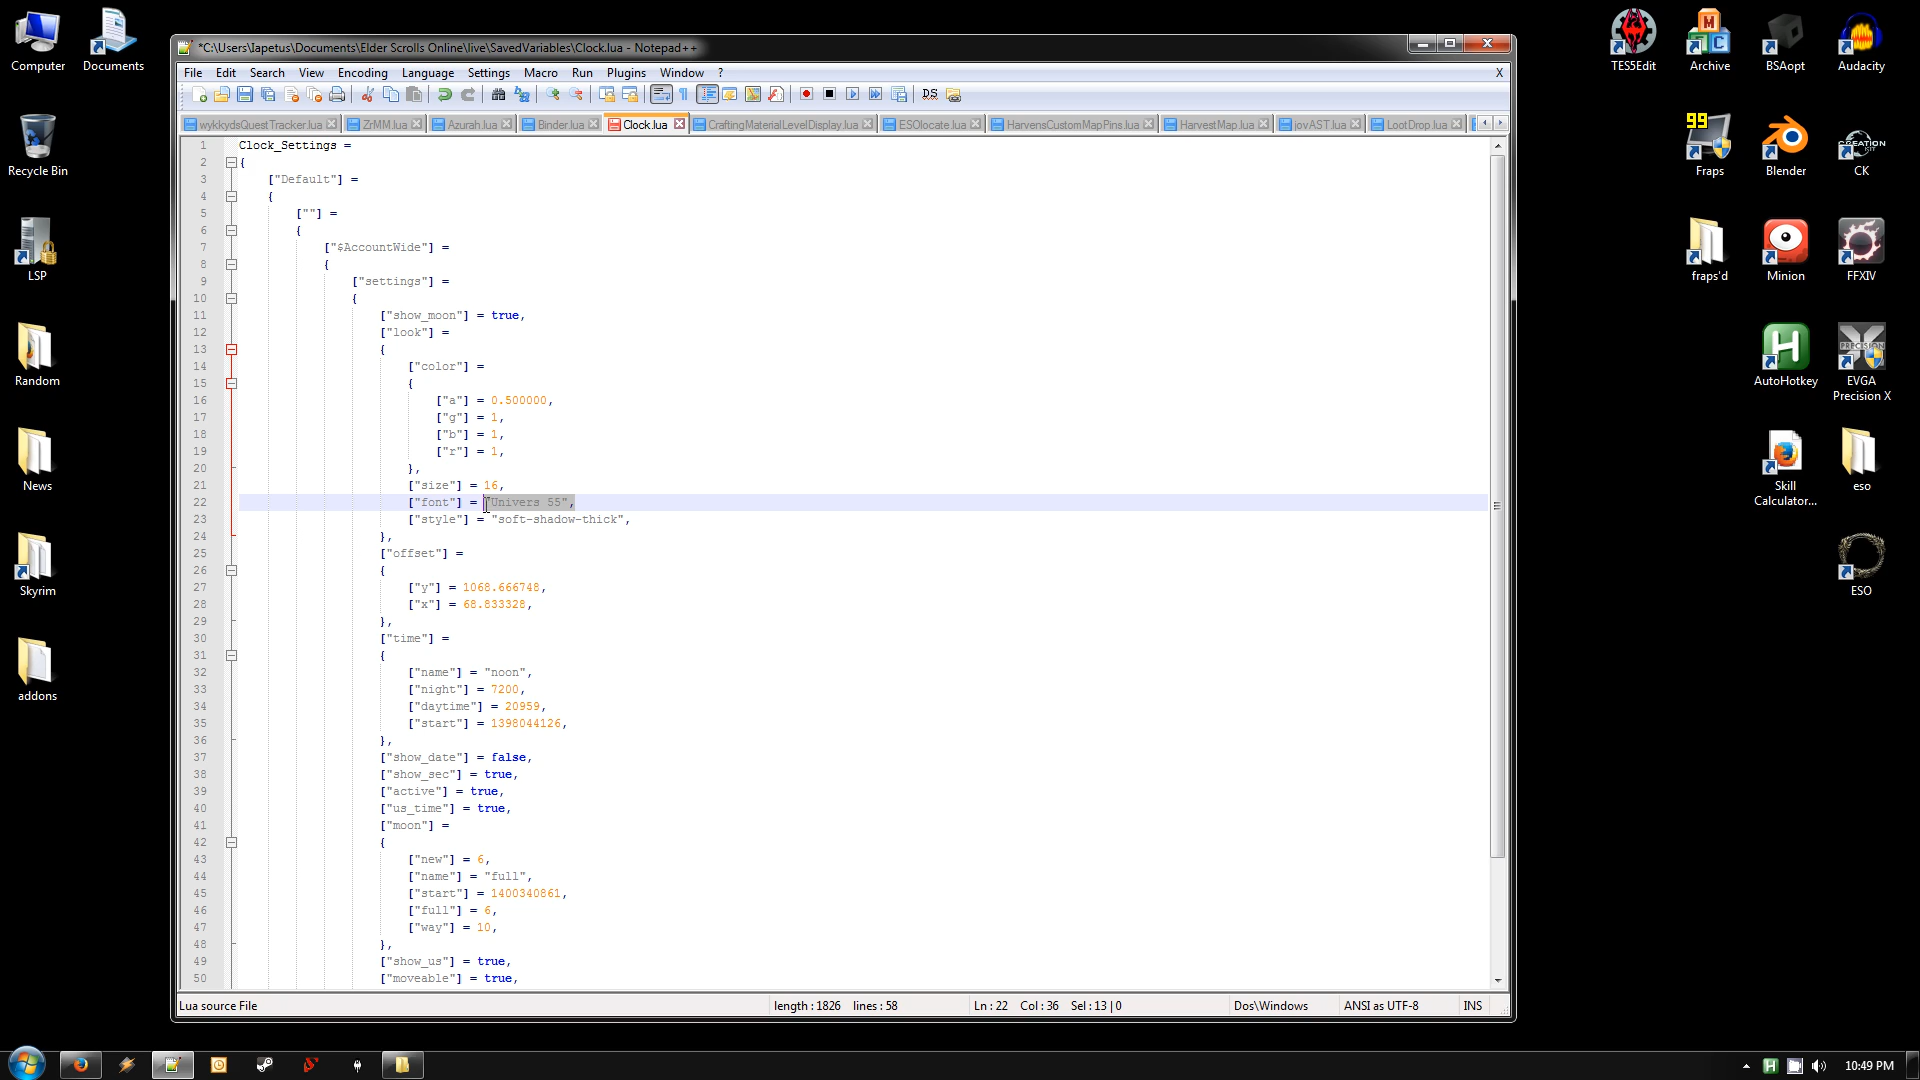 Computer
Documents
Recycle Bin
LSP
Random
News
Skyrim
addons
*C:\Users\Iapetus\Documents\Elder Scrolls Online\live\SavedVariables\Clock.lua - Notepad++
File Edit Search View Encoding Language Settings Macro Run Plugins Window ? X
wykkydsQuestTracker.lua ZrMM.lua Azurah.lua Binder.lua Clock.lua CraftingMaterialLevelDisplay.lua ESOlocate.lua HarvensCustomMapPins.lua HarvestMap.lua jovAST.lua LootDrop.lua
1 Clock_Settings =
2 {
3 ["Default"] =
4 {
5 [""] =
6 {
7 ["$AccountWide"] =
8 {
9 ["settings"] =
10 {
11 ["show_moon"] = true,
12 ["look"] =
13 {
14 ["color"] =
15 {
16 ["a"] = 0.500000,
17 ["g"] = 1,
18 ["b"] = 1,
19 ["r"] = 1,
20 },
21 ["size"] = 16,
22 ["font"] = "Univers 55",
23 ["style"] = "soft-shadow-thick",
24 },
25 ["offset"] =
26 {
27 ["y"] = 1068.666748,
28 ["x"] = 68.833328,
29 },
30 ["time"] =
31 {
32 ["name"] = "noon",
33 ["night"] = 7200,
34 ["daytime"] = 20959,
35 ["start"] = 1398044126,
36 },
37 ["show_date"] = false,
38 ["show_sec"] = true,
39 ["active"] = true,
40 ["us_time"] = true,
41 ["moon"] =
42 {
43 ["new"] = 6,
44 ["name"] = "full",
45 ["start"] = 1400340861,
46 ["full"] = 6,
47 ["way"] = 10,
48 },
49 ["show_us"] = true,
50 ["moveable"] = true,
Lua source File length : 1826 lines : 58 Ln : 22 Col : 36 Sel : 13 | 0 Dos\Windows ANSI as UTF-8 INS
TES5Edit
Archive
BSAopt
Audacity
99
Fraps
Blender
CREATION KIT
CK
fraps'd
Minion
FFXIV
AutoHotkey
PRECISION
EVGA
Precision X
Skill
Calculator...
eso
ESO
10:49 PM